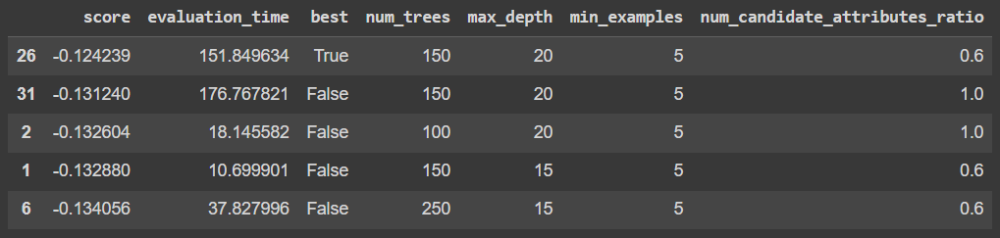 score evaluation_time best num_trees max_depth min_examples num_candidate_attributes_ratio
26 -0.124239 151.849634 True 150 20 5 0.6
31 -0.131240 176.767821 False 150 20 5 1.0
2 -0.132604 18.145582 False 100 20 5 1.0
1 -0.132880 10.699901 False 150 15 5 0.6
6 -0.134056 37.827996 False 250 15 5 0.6